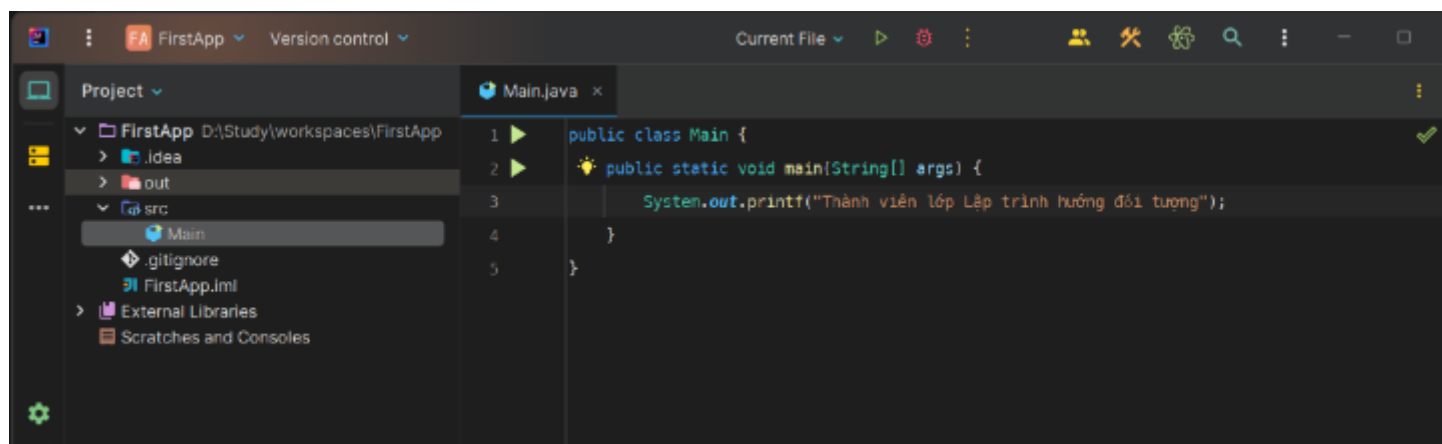 FA FirstApp Version control Current File
Project
Main.java
FirstApp D:\Study\workspaces\FirstApp
.idea
out
src
Main
.gitignore
FirstApp.iml
External Libraries
Scratches and Consoles
1 public class Main {
2 public static void main(String[] args) {
3 System.out.printf("Thành viên lớp Lập trình hướng đối tượng");
4 }
5 }